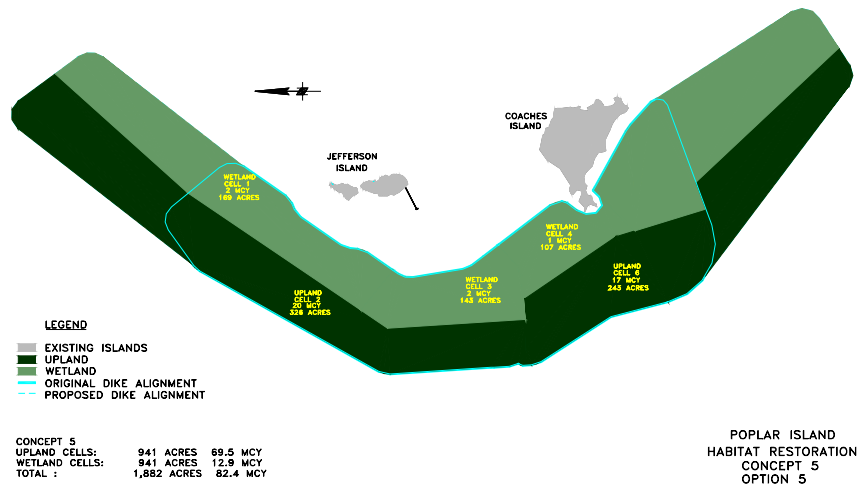 COACHES
ISLAND
JEFFERSON
ISLAND
WETLAND
CELL 1
2 MCY
169 ACRES
WETLAND
CELL 4
1 MCY
107 ACRES
UPLAND
CELL 6
17 MCY
243 ACRES
WETLAND
CELL 3
2 MCY
143 ACRES
UPLAND
CELL 2
20 MCY
326 ACRES
LEGEND
EXISTING ISLANDS
UPLAND
WETLAND
ORIGINAL DIKE ALIGNMENT
PROPOSED DIKE ALIGNMENT
CONCEPT 5
UPLAND CELLS: 941 ACRES 69.5 MCY
WETLAND CELLS: 941 ACRES 12.9 MCY
TOTAL : 1,882 ACRES 82.4 MCY
POPLAR ISLAND
HABITAT RESTORATION
CONCEPT 5
OPTION 5